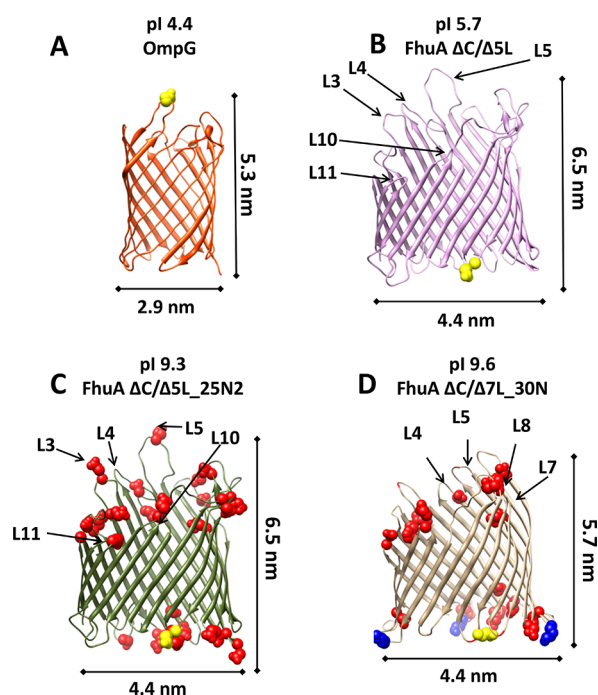 A
pI 4.4
OmpG
5.3 nm
2.9 nm
B
pI 5.7
FhuA ΔC/Δ5L
L3
L4
L5
L10
L11
6.5 nm
4.4 nm
C
pI 9.3
FhuA ΔC/Δ5L_25N2
L3
L4
L5
L10
L11
6.5 nm
4.4 nm
D
pI 9.6
FhuA ΔC/Δ7L_30N
L4
L5
L8
L7
5.7 nm
4.4 nm